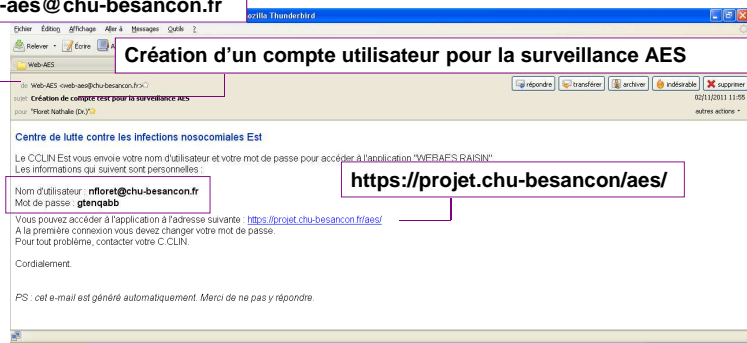 -aes@chu-besancon.fr
ozilla Thunderbird
Fichier Édition Affichage Aller à Messages Outils ?
Relever Écrire
Création d'un compte utilisateur pour la surveillance AES
Web-AES
de Web-AES <web-aes@chu-besancon.fr>
répondre transférer archiver indésirable supprimer
sujet Création de compte test pour la surveillance AES
02/11/2011 11:55
pour "Floret Nathalie (Dr.)"
autres actions
Centre de lutte contre les infections nosocomiales Est
Le CCLIN Est vous envoie votre nom d'utilisateur et votre mot de passe pour accéder à l'application "WEBAES RAISIN"
Les informations qui suivent sont personnelles :
https://projet.chu-besancon/aes/
Nom d'utilisateur : nfloret@chu-besancon.fr
Mot de passe : gtenqabb
Vous pouvez accéder à l'application à l'adresse suivante : https://projet.chu-besancon.fr/aes/
A la première connexion vous devez changer votre mot de passe.
Pour tout problème, contacter votre C.CLIN.
Cordialement.
PS : cet e-mail est généré automatiquement. Merci de ne pas y répondre.